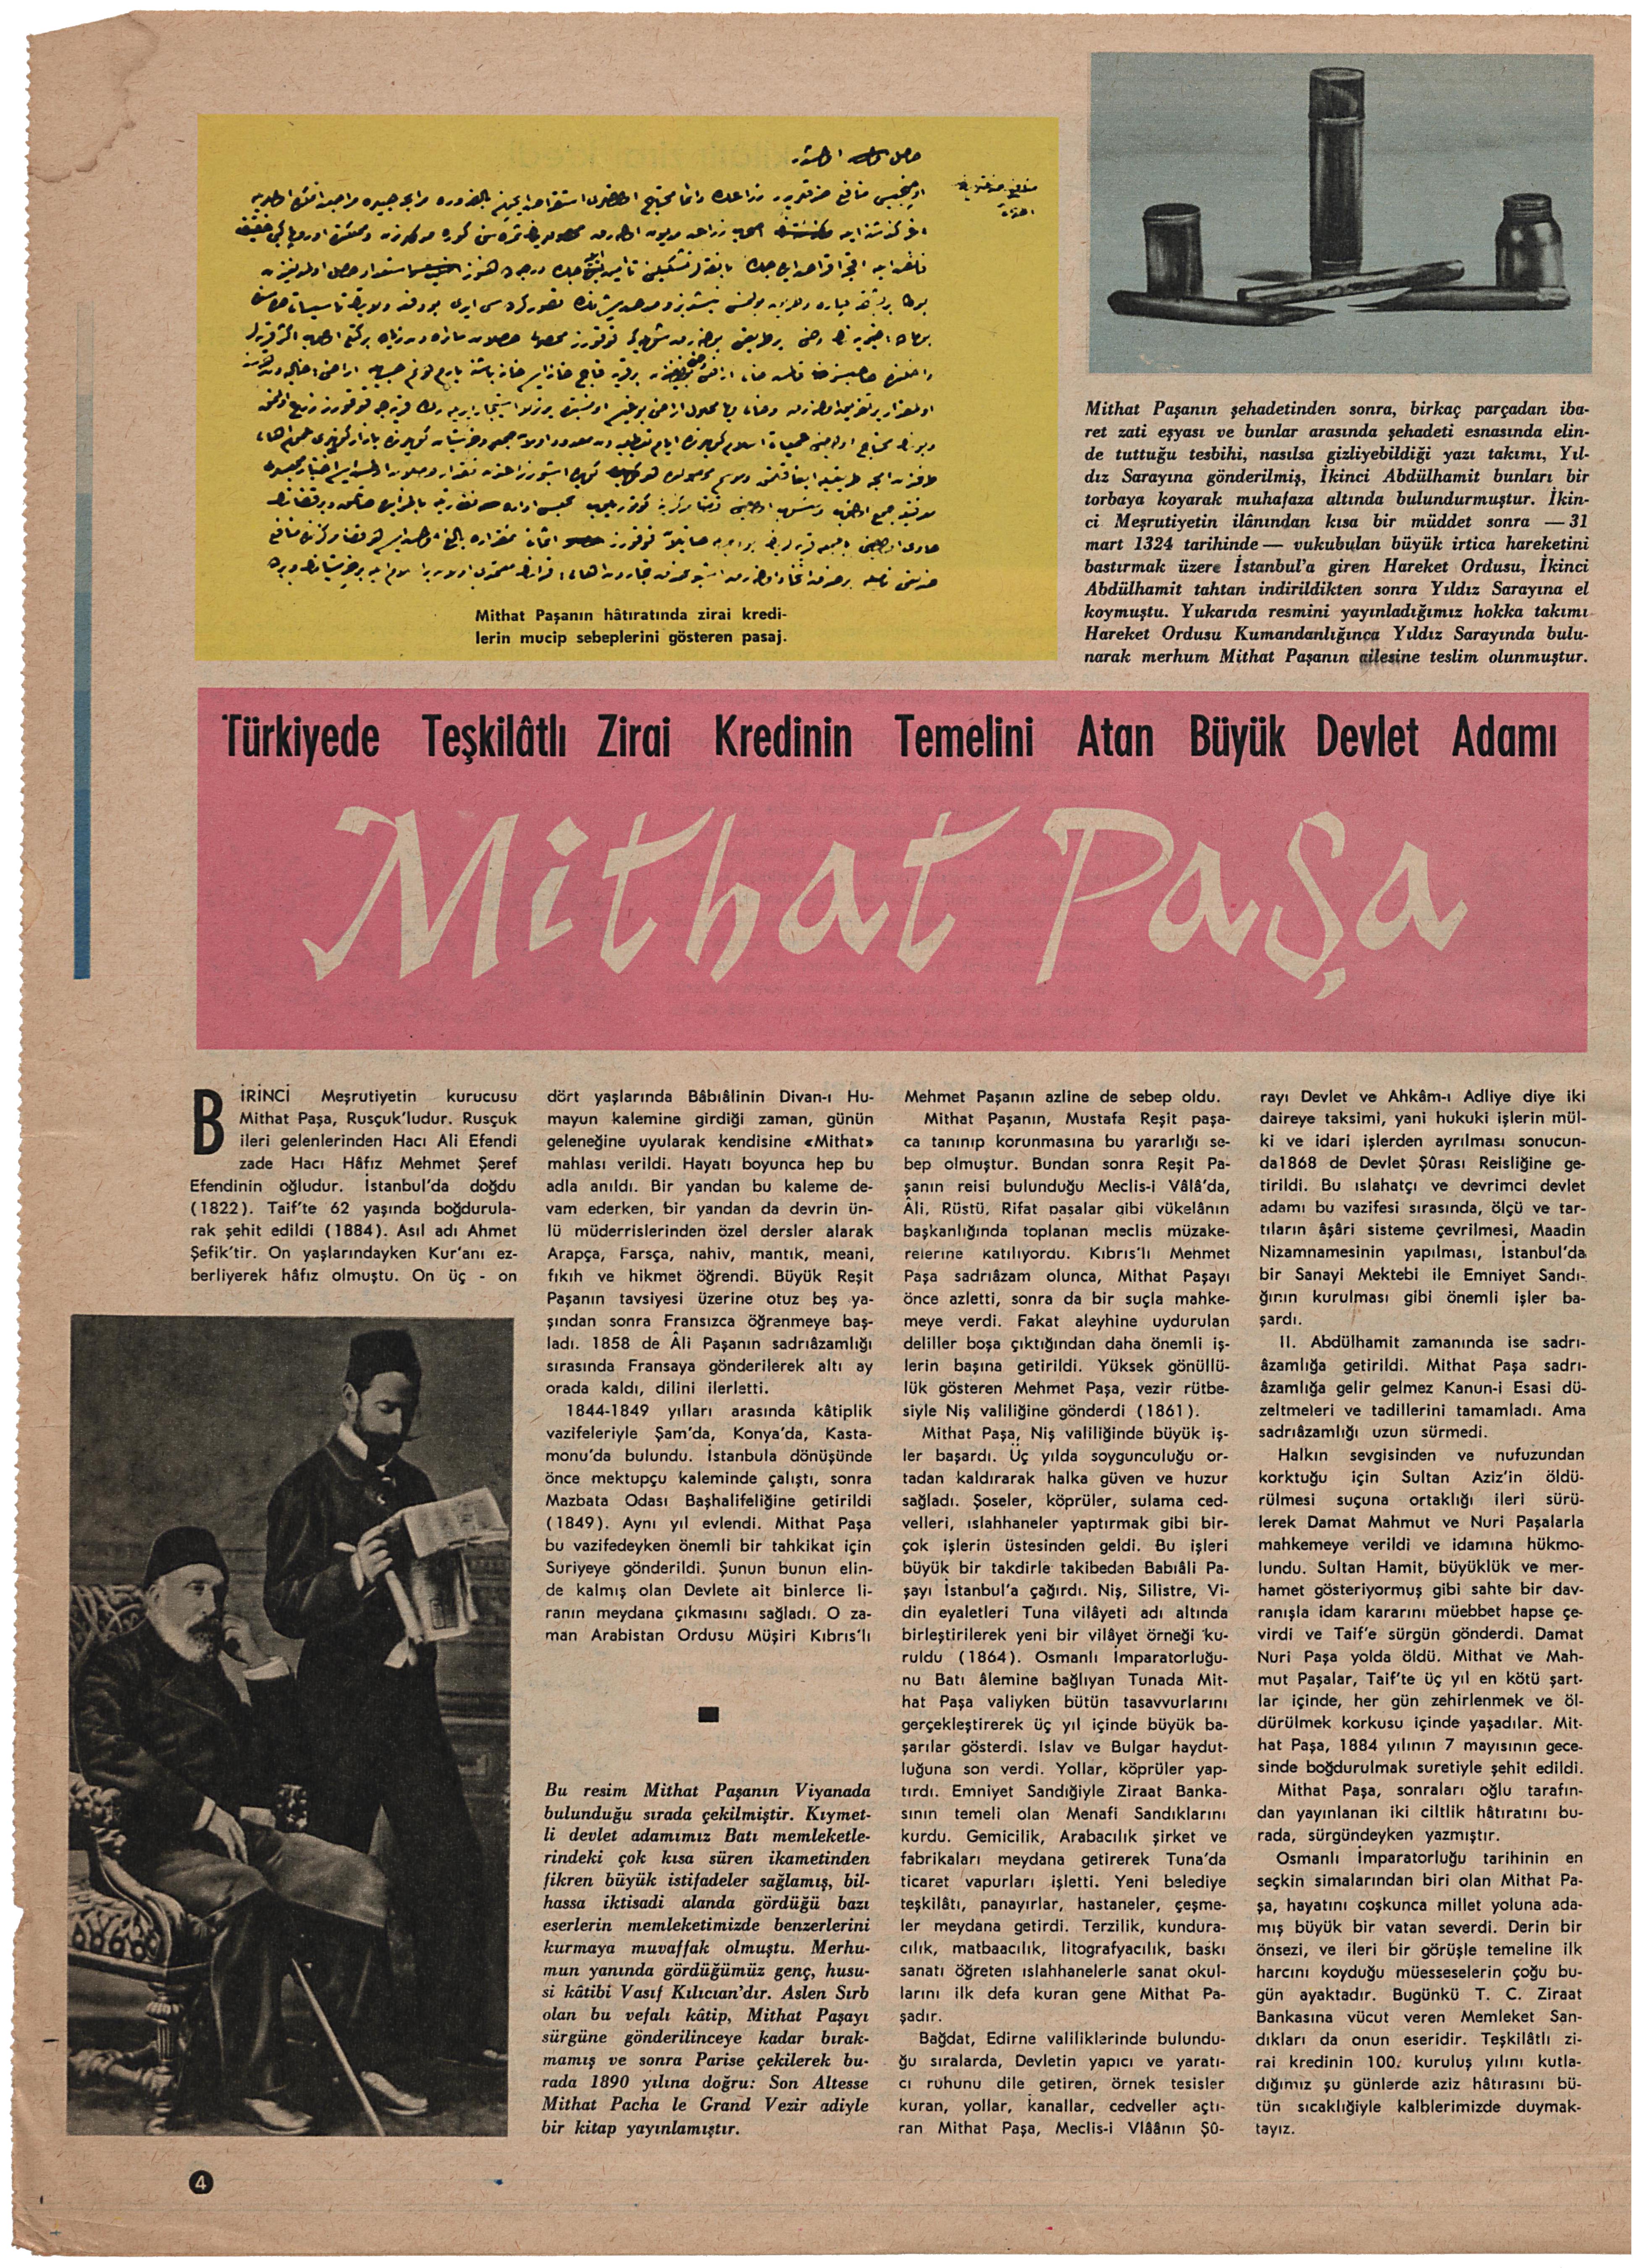 Mithat Paşanın hâtıratında zirai kredi-
lerin mucip sebeplerini gösteren pasaj.
Mithat Paşanın şehadetinden sonra, birkaç parçadan iba-
ret zati eşyası ve bunlar arasında şehadeti esnasında elin-
de tuttuğu tesbihi, nasılsa gizliyebildiği yazı takımı, Yıl-
dız Sarayına gönderilmiş, İkinci Abdülhamit bunları bir
torbaya koyarak muhafaza altında bulundurmuştur. İkin-
ci Meşrutiyetin ilânından kısa bir müddet sonra — 31
mart 1324 tarihinde — vukubulan büyük irtica hareketini
bastırmak üzere İstanbul'a giren Hareket Ordusu, İkinci
Abdülhamit tahtan indirildikten sonra Yıldız Sarayına el
koymuştu. Yukarıda resmini yayınladığımız hokka takımı
Hareket Ordusu Kumandanlığınca Yıldız Sarayında bulu-
narak merhum Mithat Paşanın ailesine teslim olunmuştur.
Türkiyede Teşkilâtlı Zirai Kredinin Temelini Atan Büyük Devlet Adamı
Mithat Paşa
BİRİNCİ Meşrutiyetin kurucusu
Mithat Paşa, Rusçuk'ludur. Rusçuk
ileri gelenlerinden Hacı Ali Efendi
zade Hacı Hâfız Mehmet Şeref
Efendinin oğludur. İstanbul'da doğdu
(1822). Taif'te 62 yaşında boğdurula-
rak şehit edildi (1884). Asıl adı Ahmet
Şefik'tir. On yaşlarındayken Kur'anı ez-
berliyerek hâfız olmuştu. On üç - on
dört yaşlarında Bâbıâlinin Divan-ı Hu-
mayun kalemine girdiği zaman, günün
geleneğine uyularak kendisine «Mithat»
mahlası verildi. Hayatı boyunca hep bu
adla anıldı. Bir yandan bu kaleme de-
vam ederken, bir yandan da devrin ün-
lü müderrislerinden özel dersler alarak
Arapça, Farsça, nahiv, mantık, meani,
fıkıh ve hikmet öğrendi. Büyük Reşit
Paşanın tavsiyesi üzerine otuz beş ya-
şından sonra Fransızca öğrenmeye baş-
ladı. 1858 de Âli Paşanın sadrıâzamlığı
sırasında Fransaya gönderilerek altı ay
orada kaldı, dilini ilerletti.
1844-1849 yılları arasında kâtiplik
vazifeleriyle Şam'da, Konya'da, Kasta-
monu'da bulundu. İstanbula dönüşünde
önce mektupçu kaleminde çalıştı, sonra
Mazbata Odası Başhalifeliğine getirildi
(1849). Aynı yıl evlendi. Mithat Paşa
bu vazifedeyken önemli bir tahkikat için
Suriyeye gönderildi. Şunun bunun elin-
de kalmış olan Devlete ait binlerce li-
ranın meydana çıkmasını sağladı. O za-
man Arabistan Ordusu Müşiri Kıbrıs'lı
Bu resim Mithat Paşanın Viyanada
bulunduğu sırada çekilmiştir. Kıymet-
li devlet adamımız Batı memleketle-
rindeki çok kısa süren ikametinden
fikren büyük istifadeler sağlamış, bil-
hassa iktisadi alanda gördüğü bazı
eserlerin memleketimizde benzerlerini
kurmaya muvaffak olmuştu. Merhu-
mun yanında gördüğümüz genç, husu-
si kâtibi Vasıf Kılıcıan'dır. Aslen Sırb
olan bu vefalı kâtip, Mithat Paşayı
sürgüne gönderilinceye kadar bırak-
mamış ve sonra Parise çekilerek bu-
rada 1890 yılına doğru: Son Altesse
Mithat Pacha le Grand Vezir adiyle
bir kitap yayınlamıştır.
Mehmet Paşanın azline de sebep oldu.
Mithat Paşanın, Mustafa Reşit paşa-
ca tanınıp korunmasına bu yararlığı se-
bep olmuştur. Bundan sonra Reşit Pa-
şanın reisi bulunduğu Meclis-i Vâlâ'da,
Âli, Rüstü, Rifat paşalar gibi vükelânın
başkanlığında toplanan meclis müzake-
relerine katılıyordu. Kıbrıs'lı Mehmet
Paşa sadrıâzam olunca, Mithat Paşayı
önce azletti, sonra da bir suçla mahke-
meye verdi. Fakat aleyhine uydurulan
deliller boşa çıktığından daha önemli iş-
lerin başına getirildi. Yüksek gönüllü-
lük gösteren Mehmet Paşa, vezir rütbe-
siyle Niş valiliğine gönderdi (1861).
Mithat Paşa, Niş valiliğinde büyük iş-
ler başardı. Üç yılda soygunculuğu or-
tadan kaldırarak halka güven ve huzur
sağladı. Şoseler, köprüler, sulama ced-
velleri, ıslahhaneler yaptırmak gibi bir-
çok işlerin üstesinden geldi. Bu işleri
büyük bir takdirle takibeden Babıâli Pa-
şayı İstanbul'a çağırdı. Niş, Silistre, Vi-
din eyaletleri Tuna vilâyeti adı altında
birleştirilerek yeni bir vilâyet örneği ku-
ruldu (1864). Osmanlı İmparatorluğu-
nu Batı âlemine bağlıyan Tunada Mit-
hat Paşa valiyken bütün tasavvurlarını
gerçekleştirerek üç yıl içinde büyük ba-
şarılar gösterdi. Islav ve Bulgar haydut-
luğuna son verdi. Yollar, köprüler yap-
tırdı. Emniyet Sandığiyle Ziraat Banka-
sının temeli olan Menafi Sandıklarını
kurdu. Gemicilik, Arabacılık şirket ve
fabrikaları meydana getirerek Tuna'da
ticaret vapurları işletti. Yeni belediye
teşkilâtı, panayırlar, hastaneler, çeşme-
ler meydana getirdi. Terzilik, kundura-
cılık, matbaacılık, litografyacılık, baskı
sanatı öğreten ıslahhanelerle sanat okul-
larını ilk defa kuran gene Mithat Pa-
şadır.
Bağdat, Edirne valiliklerinde bulundu-
ğu sıralarda, Devletin yapıcı ve yaratı-
cı ruhunu dile getiren, örnek tesisler
kuran, yollar, kanallar, cedveller açtı-
ran Mithat Paşa, Meclis-i Vlâânın Şû-
rayı Devlet ve Ahkâm-ı Adliye diye iki
daireye taksimi, yani hukuki işlerin mül-
ki ve idari işlerden ayrılması sonucun-
da1868 de Devlet Şûrası Reisliğine ge-
tirildi. Bu ıslahatçı ve devrimci devlet
adamı bu vazifesi sırasında, ölçü ve tar-
tıların âşâri sisteme çevrilmesi, Maadin
Nizamnamesinin yapılması, İstanbul'da
bir Sanayi Mektebi ile Emniyet Sandı-
ğının kurulması gibi önemli işler ba-
şardı.
II. Abdülhamit zamanında ise sadrı-
âzamlığa getirildi. Mithat Paşa sadrı-
âzamlığa gelir gelmez Kanun-i Esasi dü-
zeltmeleri ve tadillerini tamamladı. Ama
sadrıâzamlığı uzun sürmedi.
Halkın sevgisinden ve nufuzundan
korktuğu için Sultan Aziz'in öldü-
rülmesi suçuna ortaklığı ileri sürü-
lerek Damat Mahmut ve Nuri Paşalarla
mahkemeye verildi ve idamına hükmo-
lundu. Sultan Hamit, büyüklük ve mer-
hamet gösteriyormuş gibi sahte bir dav-
ranışla idam kararını müebbet hapse çe-
virdi ve Taif'e sürgün gönderdi. Damat
Nuri Paşa yolda öldü. Mithat ve Mah-
mut Paşalar, Taif'te üç yıl en kötü şart-
lar içinde, her gün zehirlenmek ve öl-
dürülmek korkusu içinde yaşadılar. Mit-
hat Paşa, 1884 yılının 7 mayısının gece-
sinde boğdurulmak suretiyle şehit edildi.
Mithat Paşa, sonraları oğlu tarafın-
dan yayınlanan iki ciltlik hâtıratını bu-
rada, sürgündeyken yazmıştır.
Osmanlı İmparatorluğu tarihinin en
seçkin simalarından biri olan Mithat Pa-
şa, hayatını coşkunca millet yoluna ada-
mış büyük bir vatan severdi. Derin bir
önsezi, ve ileri bir görüşle temeline ilk
harcını koyduğu müesseselerin çoğu bu-
gün ayaktadır. Bugünkü T. C. Ziraat
Bankasına vücut veren Memleket San-
dıkları da onun eseridir. Teşkilâtlı zi-
rai kredinin 100. kuruluş yılını kutla-
dığımız şu günlerde aziz hâtırasını bü-
tün sıcaklığiyle kalblerimizde duymak-
tayız.
4